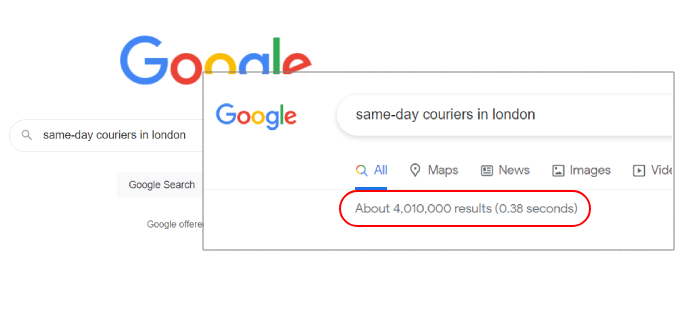 Google
same-day couriers in london
Google Search
Google offere
Google
same-day couriers in london
All Maps News Images Vide
About 4,010,000 results (0.38 seconds)